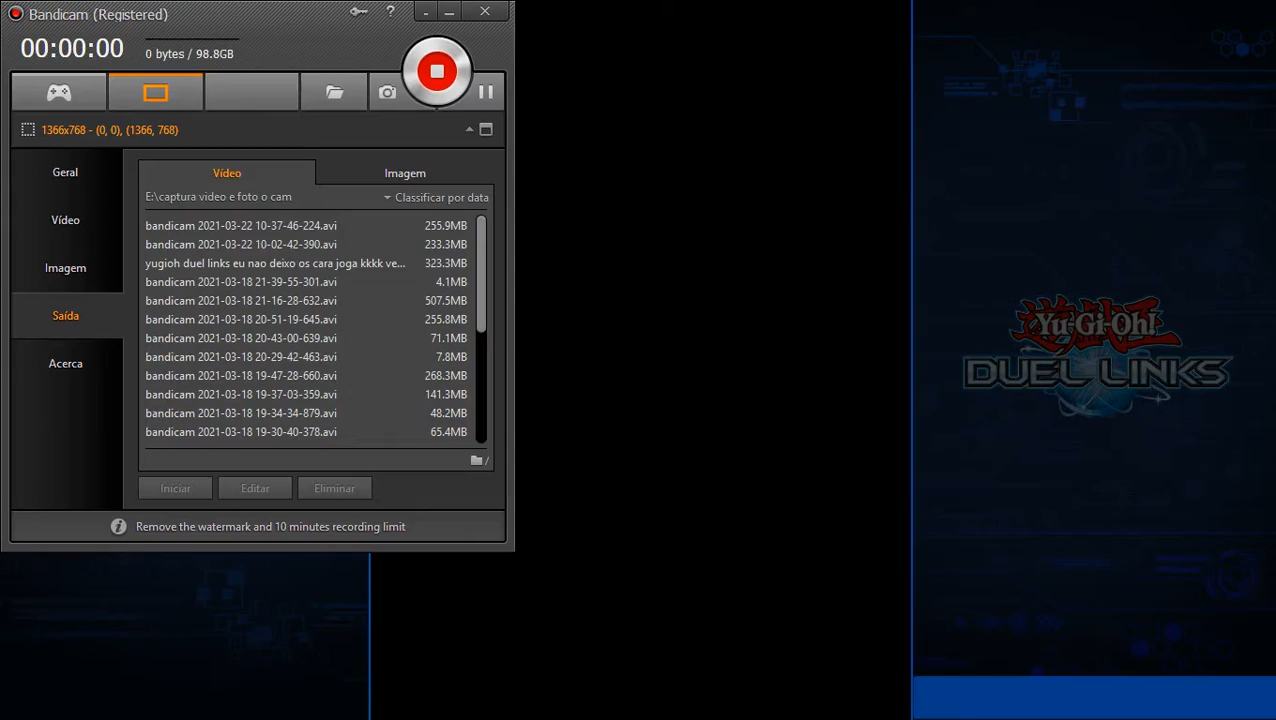 Bandicam (Registered)
?
00:00:00
0 bytes / 98.8GB
1366x768 - (0, 0), (1366, 768)
Geral
Vídeo
Imagem
Saída
Acerca
Vídeo
Imagem
E:\captura video e foto o cam
Classificar por data
bandicam 2021-03-22 10-37-46-224.avi 255.9MB
bandicam 2021-03-22 10-02-42-390.avi 233.3MB
yugioh duel links eu nao deixo os cara joga kkkk ve... 323.3MB
bandicam 2021-03-18 21-39-55-301.avi 4.1MB
bandicam 2021-03-18 21-16-28-632.avi 507.5MB
bandicam 2021-03-18 20-51-19-645.avi 255.8MB
bandicam 2021-03-18 20-43-00-639.avi 71.1MB
bandicam 2021-03-18 20-29-42-463.avi 7.8MB
bandicam 2021-03-18 19-47-28-660.avi 268.3MB
bandicam 2021-03-18 19-37-03-359.avi 141.3MB
bandicam 2021-03-18 19-34-34-879.avi 48.2MB
bandicam 2021-03-18 19-30-40-378.avi 65.4MB
/
Iniciar
Editar
Eliminar
Remove the watermark and 10 minutes recording limit
Yu-Gi-Oh!
DUEL LINKS